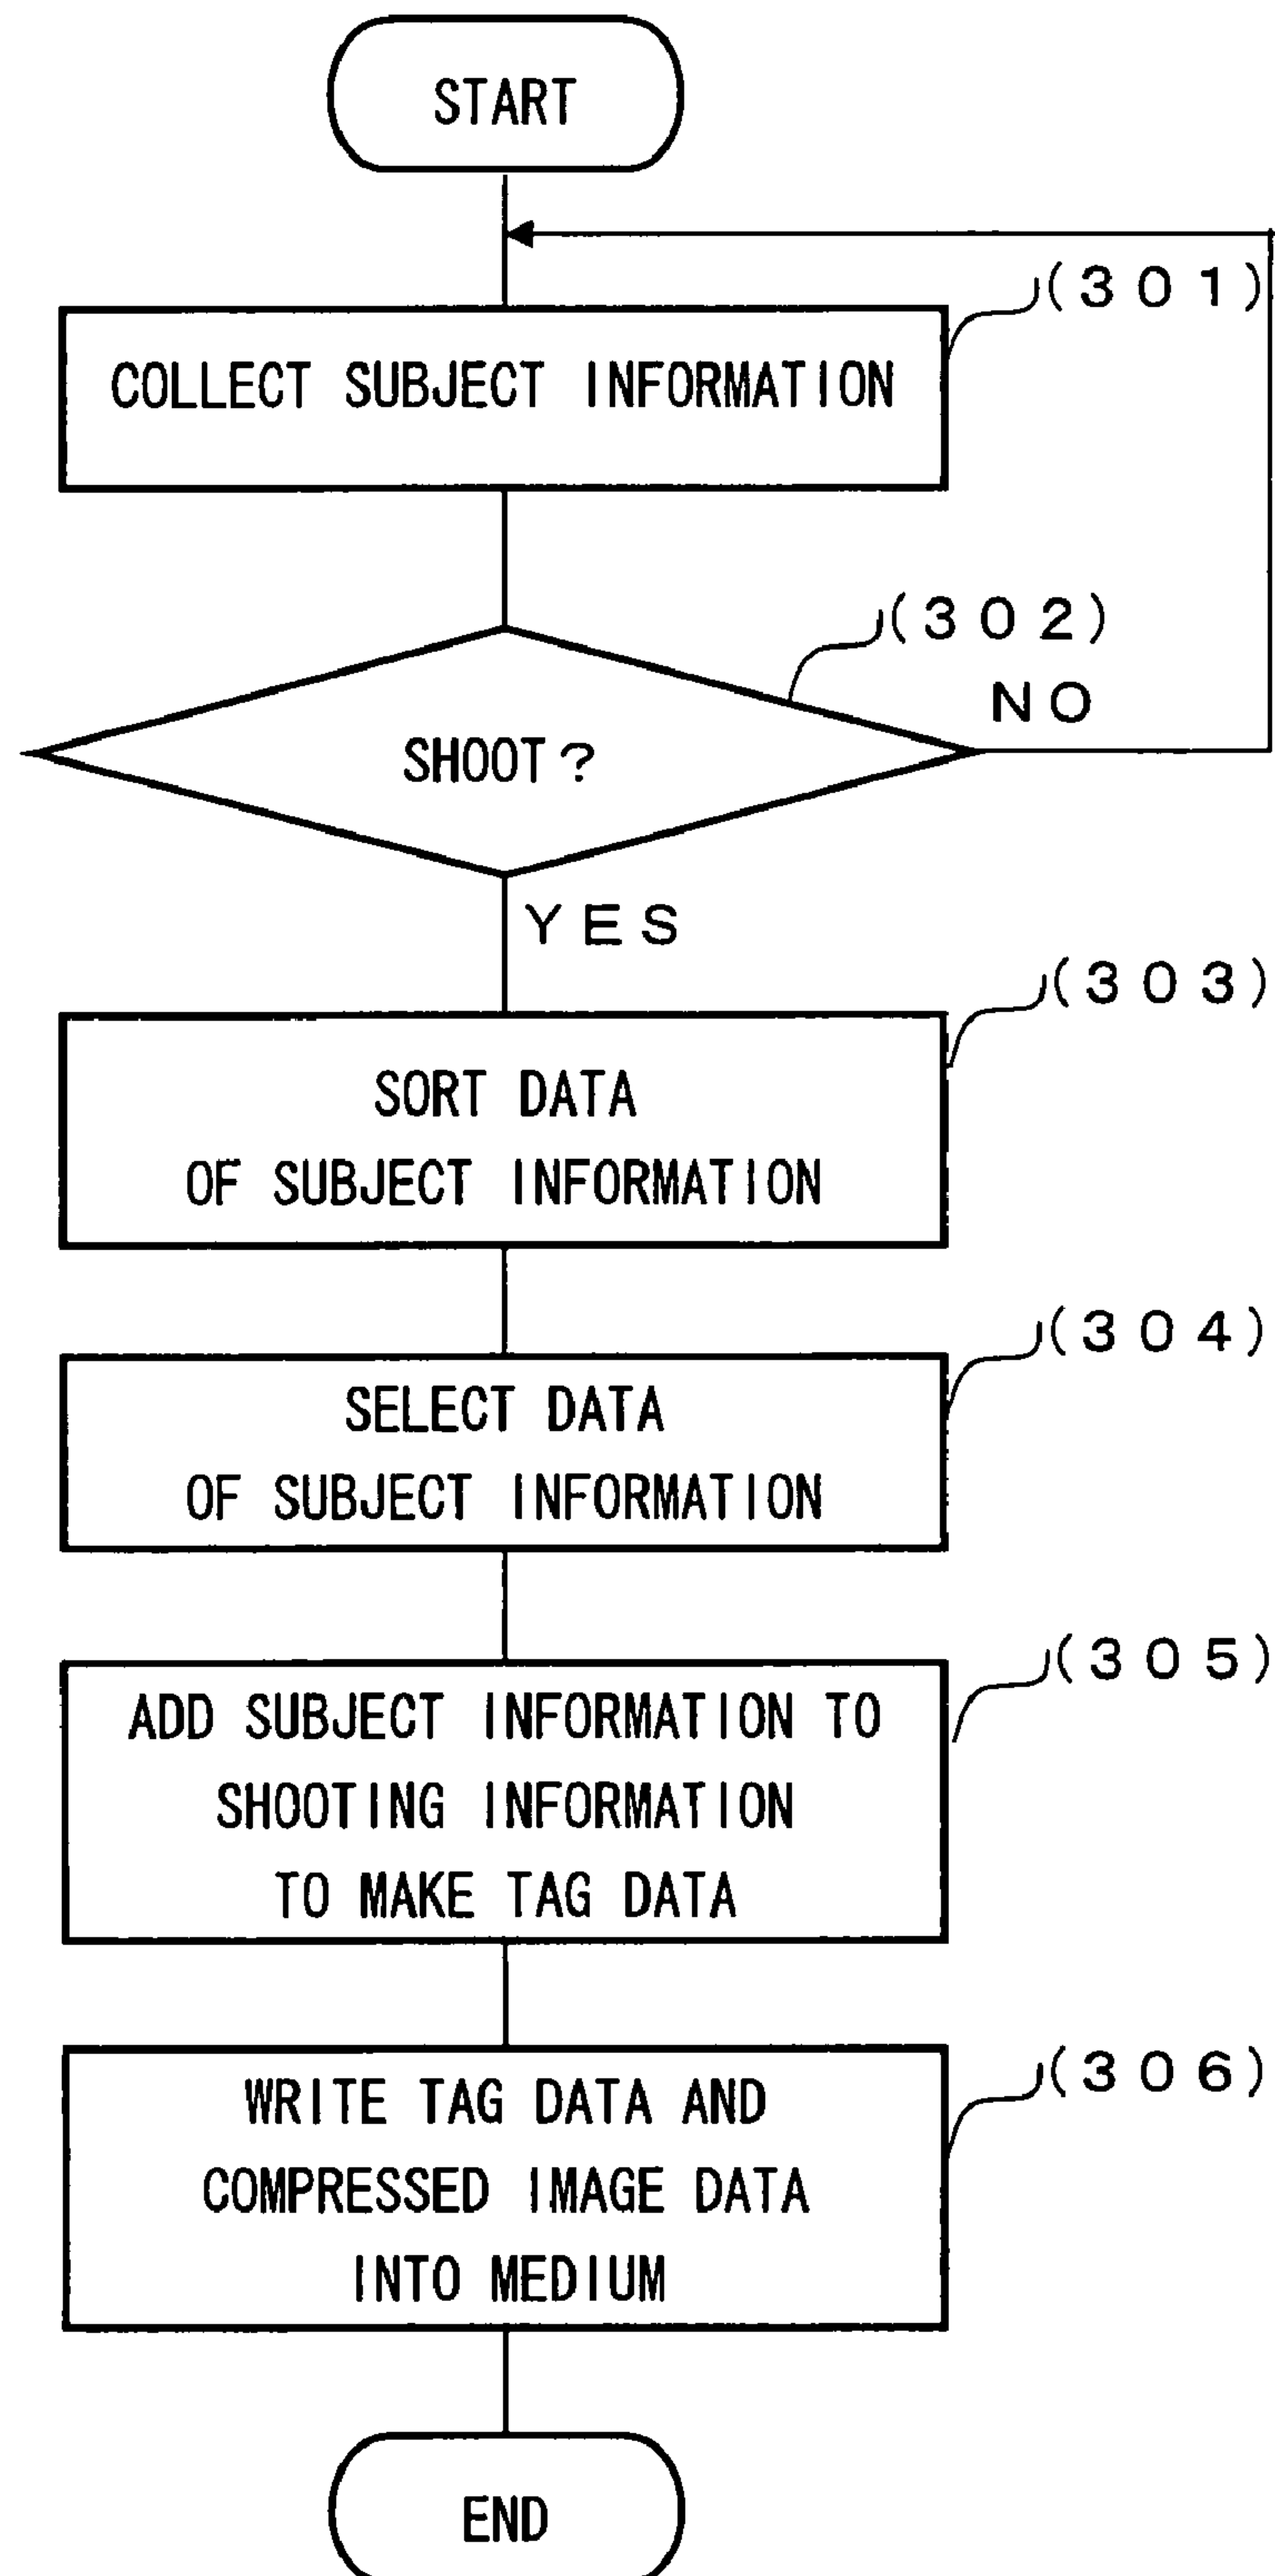 START
(301)
COLLECT SUBJECT INFORMATION
(302)
NO
SHOOT?
YES
(303)
SORT DATA
OF SUBJECT INFORMATION
(304)
SELECT DATA
OF SUBJECT INFORMATION
(305)
ADD SUBJECT INFORMATION TO
SHOOTING INFORMATION
TO MAKE TAG DATA
(306)
WRITE TAG DATA AND
COMPRESSED IMAGE DATA
INTO MEDIUM
END